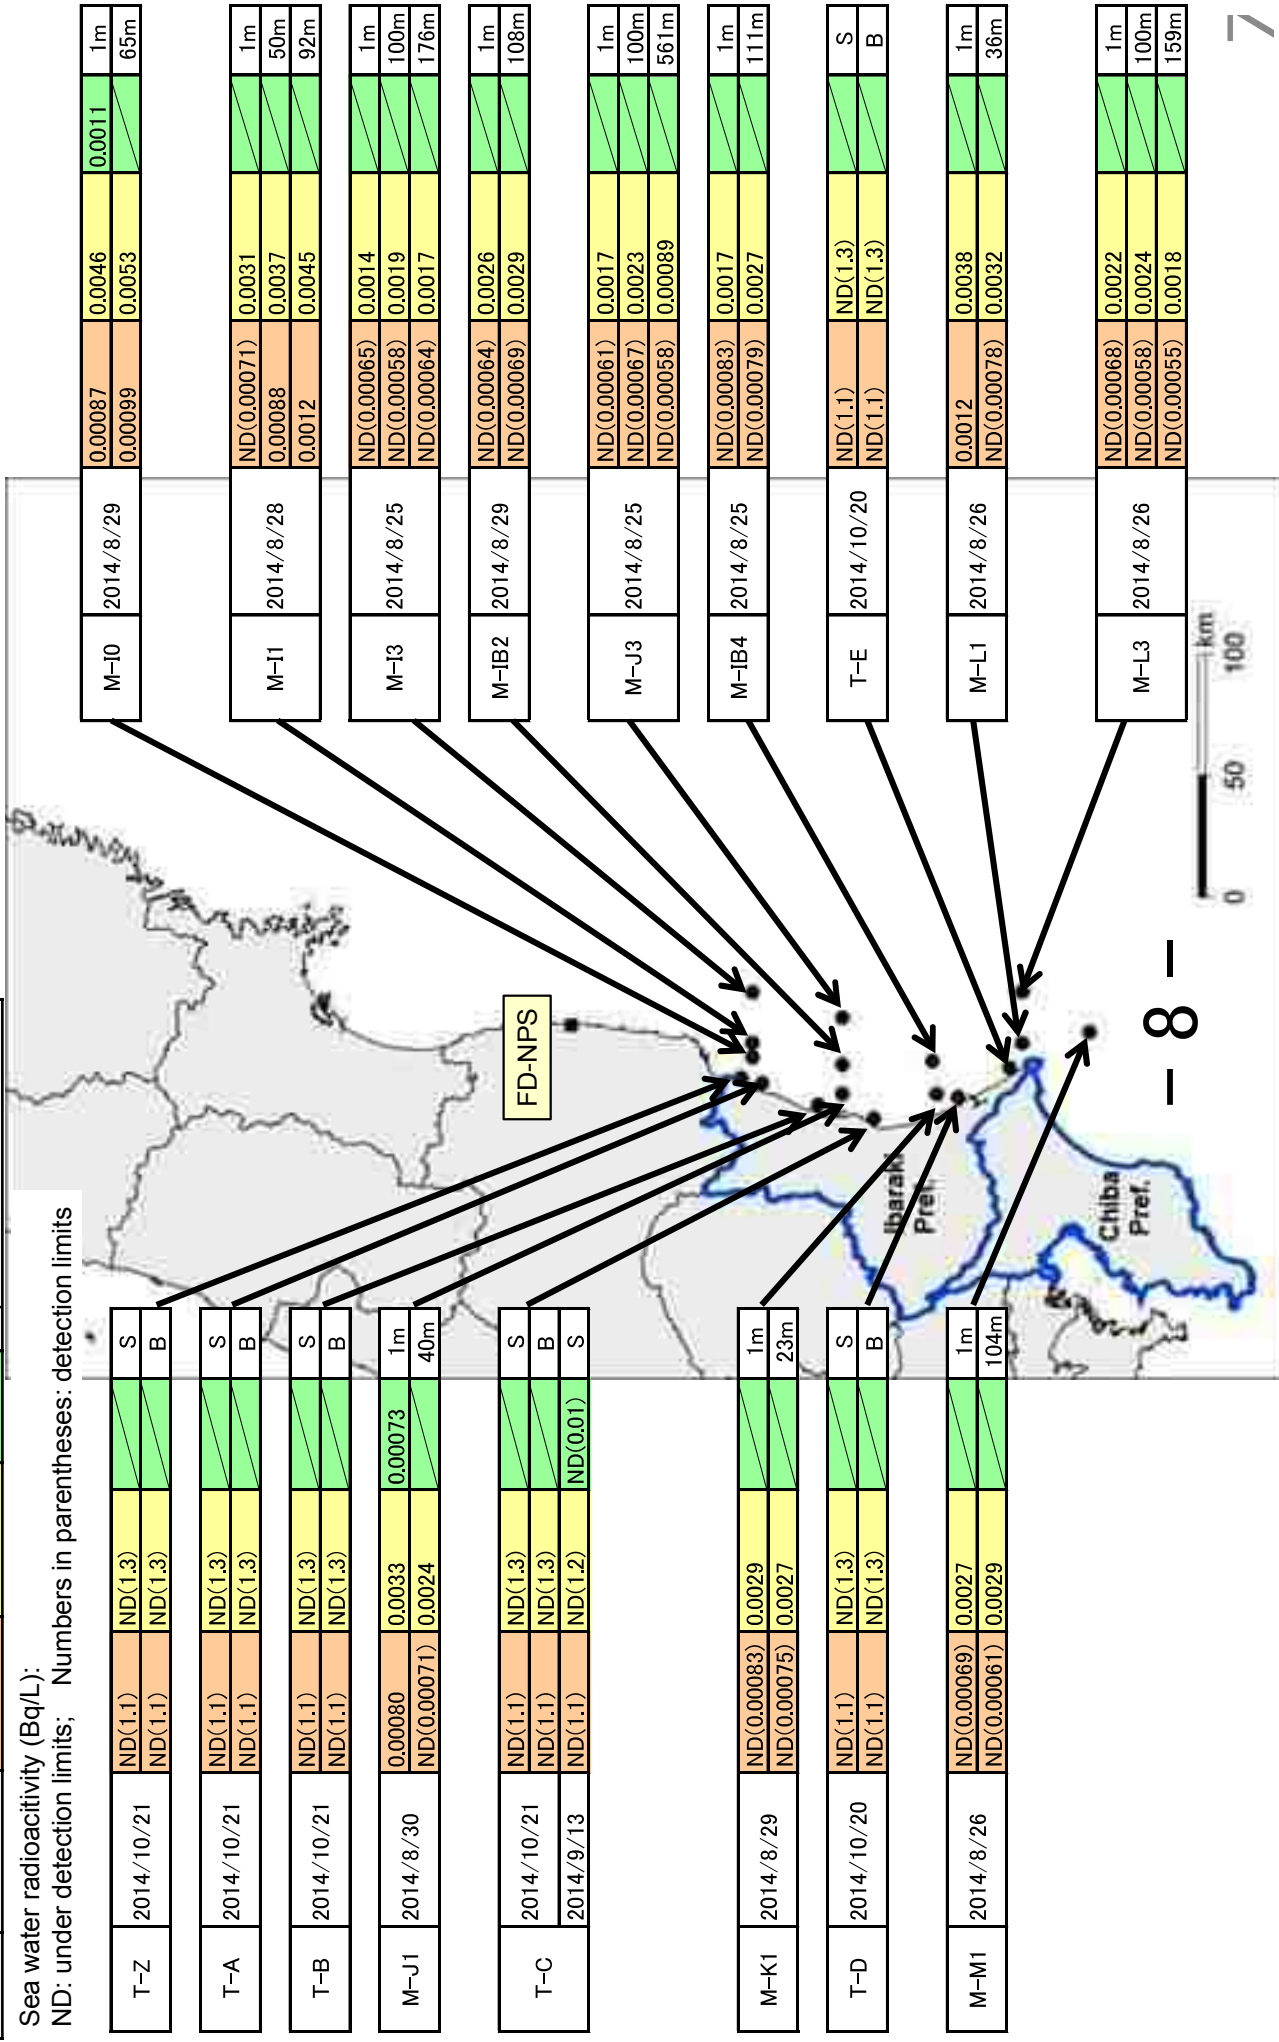 Sea water radioacitivity (Bq/L):
ND: under detection limits; Numbers in parentheses: detection limits
T-Z 2014/10/21 ND(1.1) ND(1.3) S
ND(1.1) ND(1.3) B
T-A 2014/10/21 ND(1.1) ND(1.3) S
ND(1.1) ND(1.3) B
T-B 2014/10/21 ND(1.1) ND(1.3) S
ND(1.1) ND(1.3) B
M-J1 2014/8/30 0.00080 0.0033 0.00073 1m
ND(0.00071) 0.0024 40m
T-C 2014/10/21 ND(1.1) ND(1.3) S
ND(1.1) ND(1.3) B
2014/9/13 ND(1.1) ND(1.2) ND(0.01) S
M-K1 2014/8/29 ND(0.00083) 0.0029 1m
ND(0.00075) 0.0027 23m
T-D 2014/10/20 ND(1.1) ND(1.3) S
ND(1.1) ND(1.3) B
M-M1 2014/8/26 ND(0.00069) 0.0027 1m
ND(0.00061) 0.0029 104m
FD-NPS
Ibaraki
Pref.
Chiba
Pref.
0 50 100 km
M-I0 2014/8/29 0.00087 0.0046 0.0011 1m
0.00099 0.0053 65m
M-I1 2014/8/28 ND(0.00071) 0.0031 1m
0.00088 0.0037 50m
0.0012 0.0045 92m
M-I3 2014/8/25 ND(0.00065) 0.0014 1m
ND(0.00058) 0.0019 100m
ND(0.00064) 0.0017 176m
M-IB2 2014/8/29 ND(0.00064) 0.0026 1m
ND(0.00069) 0.0029 108m
M-J3 2014/8/25 ND(0.00061) 0.0017 1m
ND(0.00067) 0.0023 100m
ND(0.00058) 0.00089 561m
M-IB4 2014/8/25 ND(0.00083) 0.0017 1m
ND(0.00079) 0.0027 111m
T-E 2014/10/20 ND(1.1) ND(1.3) S
ND(1.1) ND(1.3) B
M-L1 2014/8/26 0.0012 0.0038 1m
ND(0.00078) 0.0032 36m
M-L3 2014/8/26 ND(0.00068) 0.0022 1m
ND(0.00058) 0.0024 100m
ND(0.00055) 0.0018 159m
- 8 -
7